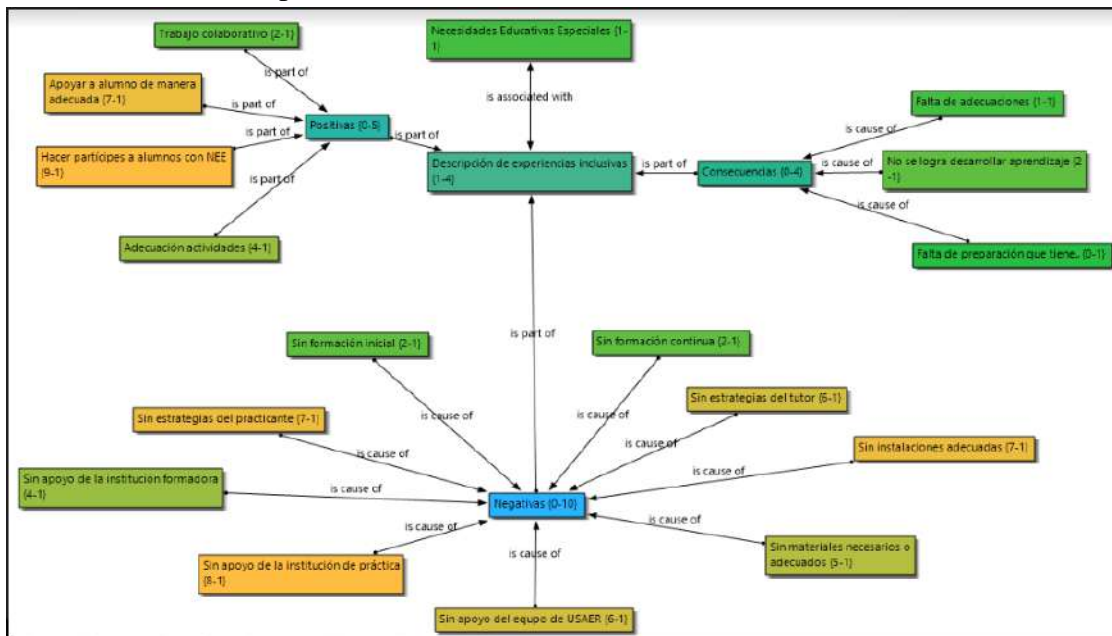 Trabajo colaborativo {2-1}
Necesidades Educativas Especiales {1-
1}
is part of
Apoyar a alumno de manera
adecuada {7-1}
is part of
is associated with
Falta de adecuaciones {1-1}
Positivas {0-5}
is part of
is part of
is cause of
Hacer partícipes a alumnos con NEE
{9-1}
Descripción de experiencias inclusivas
{1-4}
is part of
Consecuencias {0-4}
is cause of
No se logra desarrollar aprendizaje {2
-1}
is part of
is cause of
Adecuación actividades {4-1}
Falta de preparación que tiene.. {0-1}
is part of
Sin formación inicial {2-1}
Sin formación continua {2-1}
Sin estrategias del tutor {6-1}
Sin estrategias del practicante {7-1}
is cause of
is cause of
is cause of
is cause of
Sin instalaciones adecuadas {7-1}
Sin apoyo de la institución formadora
{4-1}
is cause of
is cause of
Negativas {0-10}
is cause of
is cause of
is cause of
Sin apoyo de la institución de práctica
{8-1}
Sin materiales necesarios o
adecuados {5-1}
Sin apoyo del equpo de USAER {6-1}